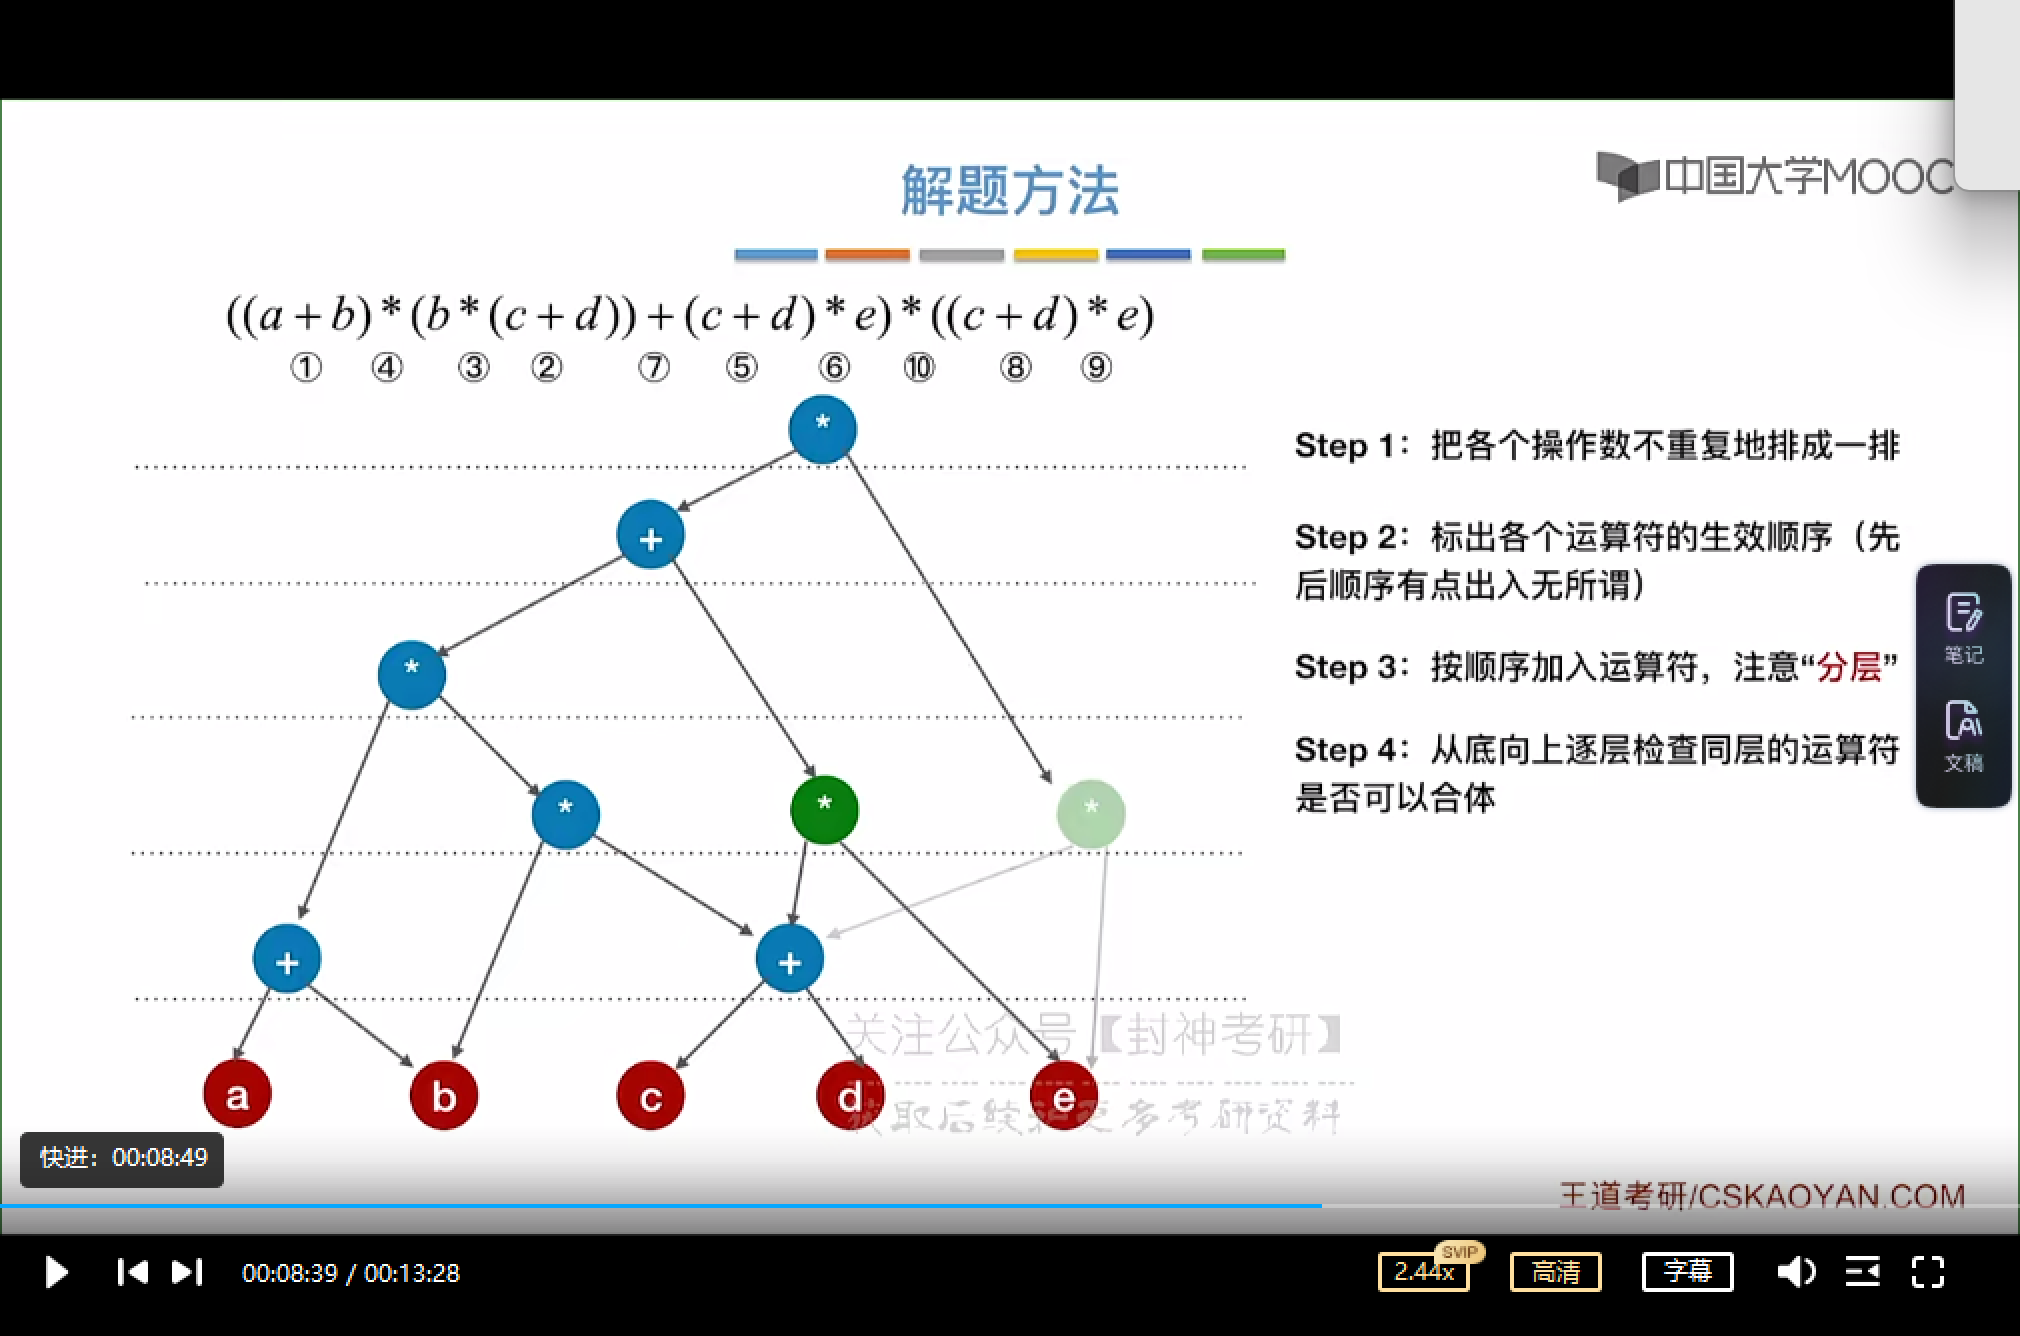 解题方法
中国大学MOOC
((a+b)*(b*(c+d))+(c+d)*e)*((c+d)*e)
① ④ ③ ② ⑦ ⑤ ⑥ ⑩ ⑧ ⑨
*
+
*
* * *
+ +
a b c d e
Step 1：把各个操作数不重复地排成一排
Step 2：标出各个运算符的生效顺序（先
后顺序有点出入无所谓）
Step 3：按顺序加入运算符，注意“分层”
Step 4：从底向上逐层检查同层的运算符
是否可以合体
笔记
文稿
关注公众号【封神考研】
获取后续和更多考研资料
快进：00:08:49
王道考研/CSKAOYAN.COM
00:08:39 / 00:13:28
SVIP
2.44x 高清 字幕